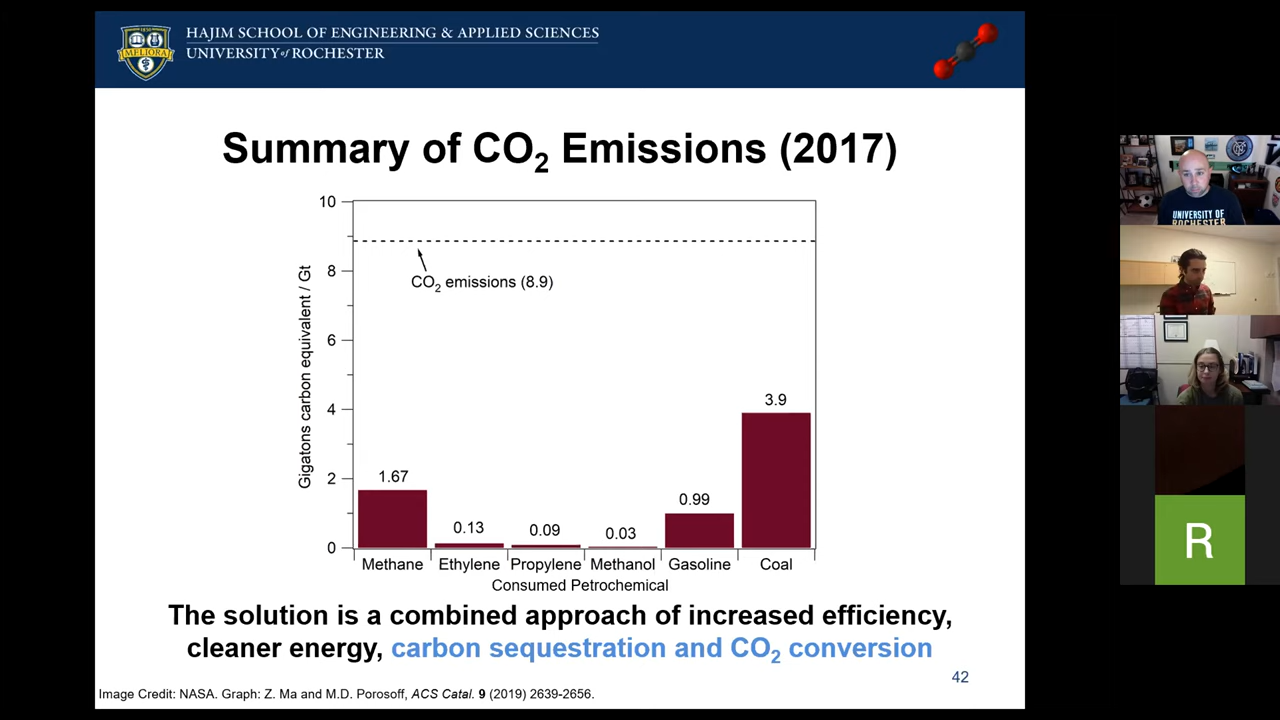 HAJIM SCHOOL OF ENGINEERING & APPLIED SCIENCES
UNIVERSITY of ROCHESTER
MELIORA
Summary of CO₂ Emissions (2017)
10
8
6
4
2
0
Gigatons carbon equivalent / Gt
CO₂ emissions (8.9)
1.67
0.13
0.09
0.03
0.99
3.9
Methane Ethylene Propylene Methanol Gasoline Coal
Consumed Petrochemical
The solution is a combined approach of increased efficiency,
cleaner energy, carbon sequestration and CO₂ conversion
42
Image Credit: NASA. Graph: Z. Ma and M.D. Porosoff, ACS Catal. 9 (2019) 2639-2656.
UNIVERSITY OF
ROCHESTER
R